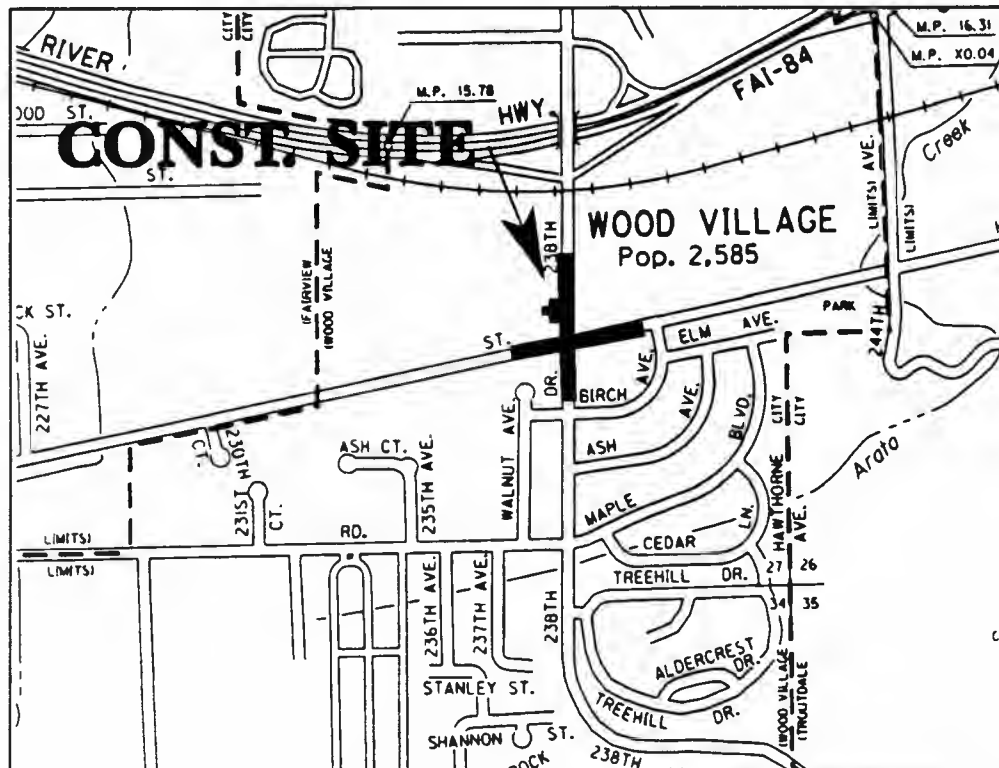 CITY
CITY
M.P. 16.31
M.P. X0.04
RIVER
M.P. 15.78
HWY
FAI-84
ST.
CONST. SITE
ST.
AVE.
Creek
LIMITS)
LIMITS)
238TH
WOOD VILLAGE
Pop. 2,585
(FAIRVIEW
(WOOD VILLAGE
CK ST.
227TH AVE.
ST.
PARK
244TH
ELM AVE.
AVE.
DR.
BIRCH
WALNUT AVE.
AVE.
BLVD.
CITY
CITY
230TH
CT.
ASH CT.
235TH AVE.
ASH
Arata
231ST
CT.
MAPLE
LN.
HAWTHORNE
AVE.
LIMITS)
LIMITS)
RD.
CEDAR
TREEHILL DR.
27 26
34 35
236TH AVE.
237TH AVE.
238TH
ALDERCREST
DR.
STANLEY ST.
TREEHILL
DR.
(WOOD VILLAGE
(TROUTDALE
SHANNON ST.
238TH